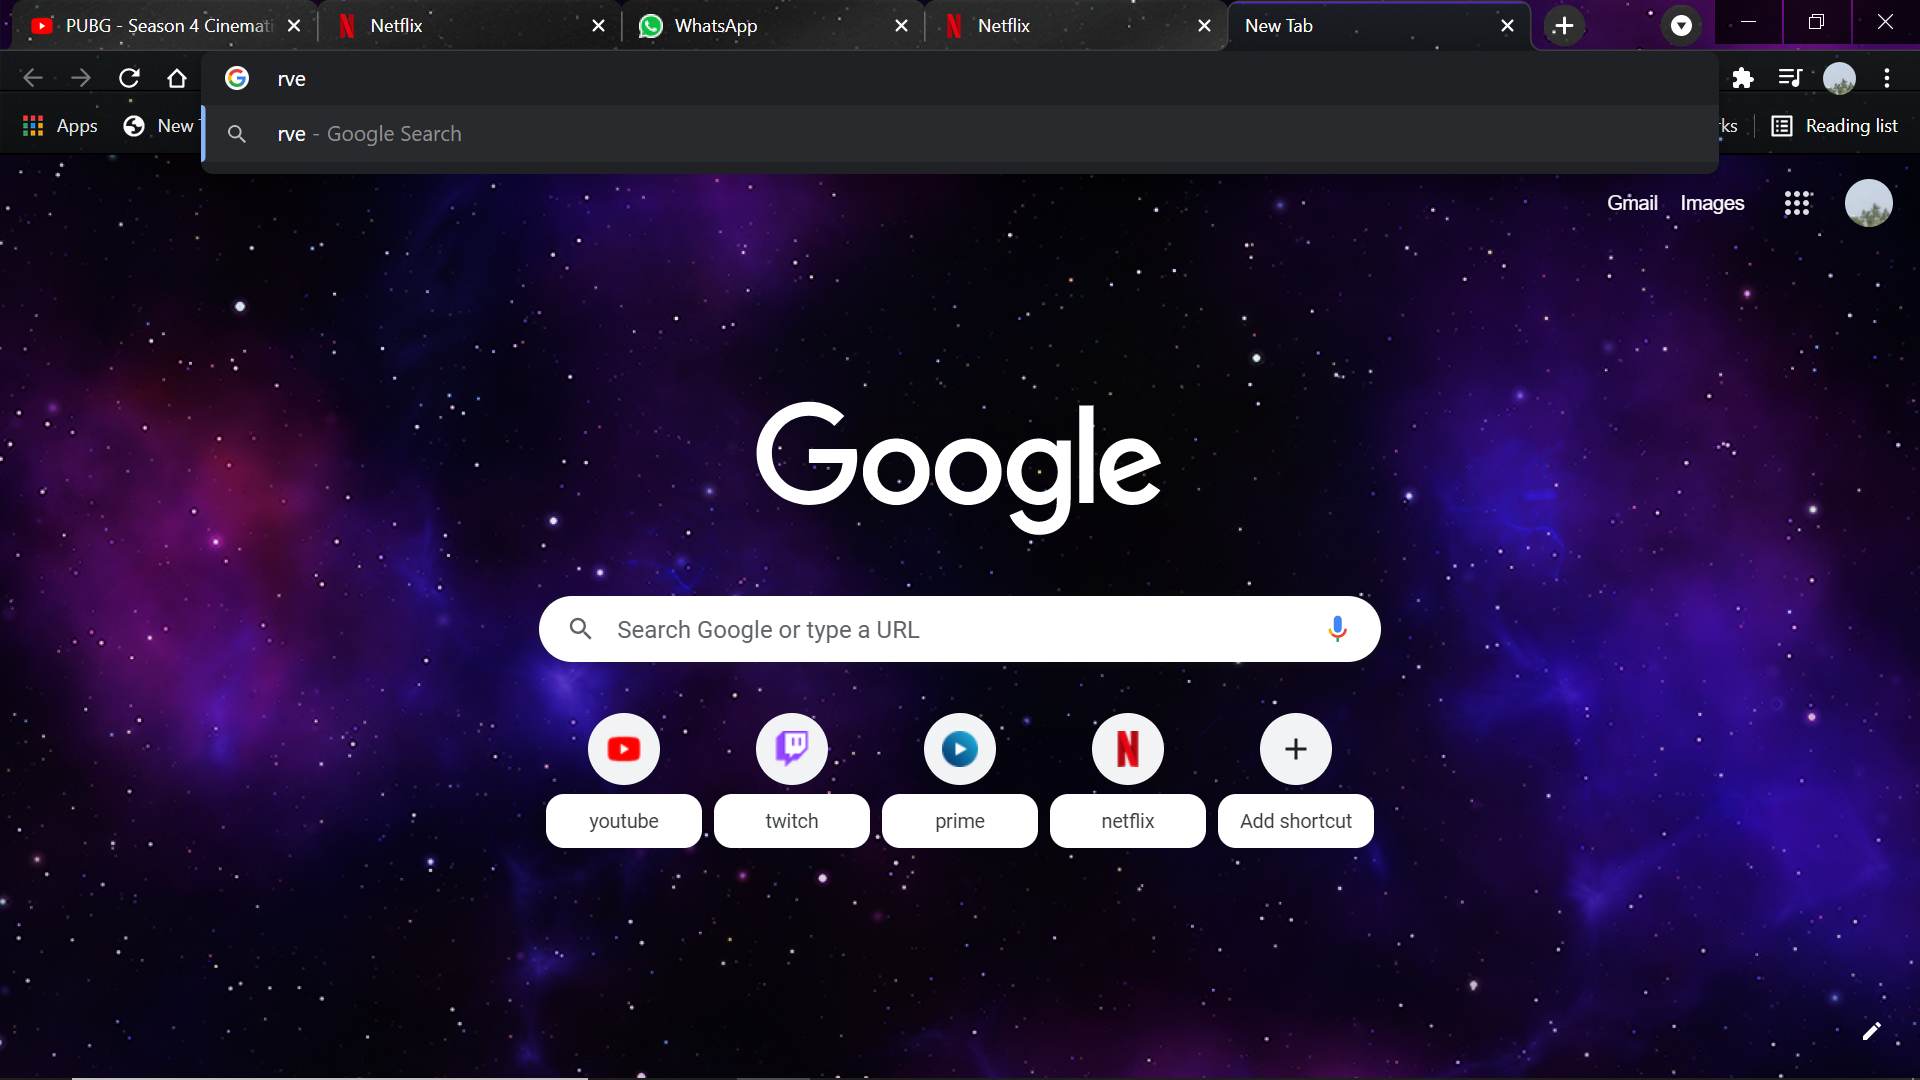 PUBG - Season 4 Cinemati
Netflix
WhatsApp
Netflix
New Tab
rve
Apps
New
rve - Google Search
ks
Reading list
Gmail
Images
Google
Search Google or type a URL
youtube
twitch
prime
netflix
Add shortcut